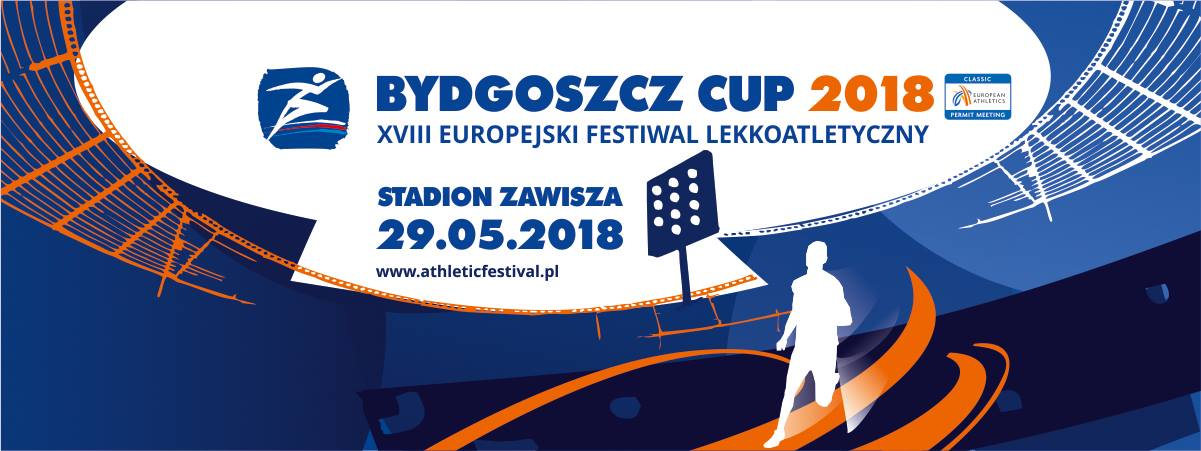 BYDGOSZCZ CUP 2018
XVIII EUROPEJSKI FESTIWAL LEKKOATLETYCZNY
CLASSIC
EUROPEAN
ATHLETICS
PERMIT MEETING
STADION ZAWISZA
29.05.2018
www.athleticfestival.pl